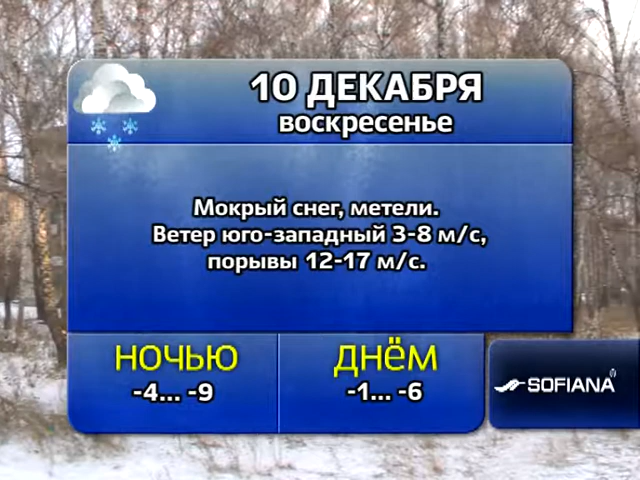 10 ДЕКАБРЯ
воскресенье
Мокрый снег, метели.
Ветер юго-западный 3-8 м/с,
порывы 12-17 м/с.
НОЧЬЮ
-4... -9
ДНЁМ
-1... -6
SOFIANA